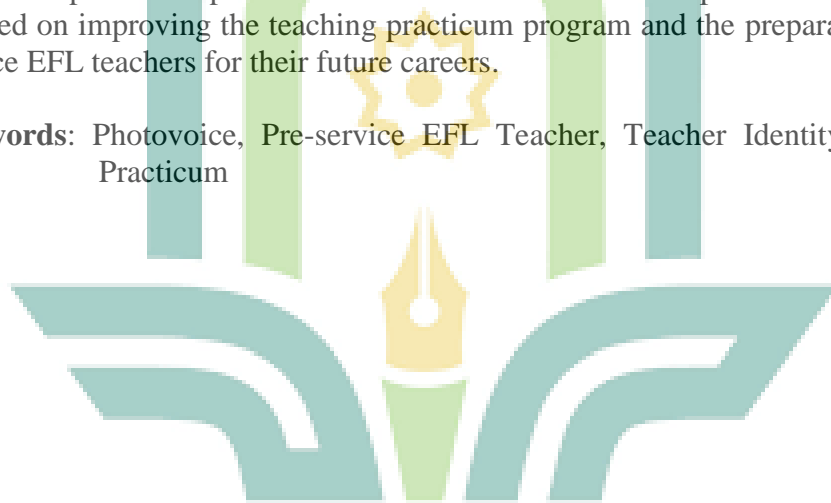 ed on improving the teaching practicum program and the prepara
ce EFL teachers for their future careers.
words: Photovoice, Pre-service EFL Teacher, Teacher Identity
Practicum